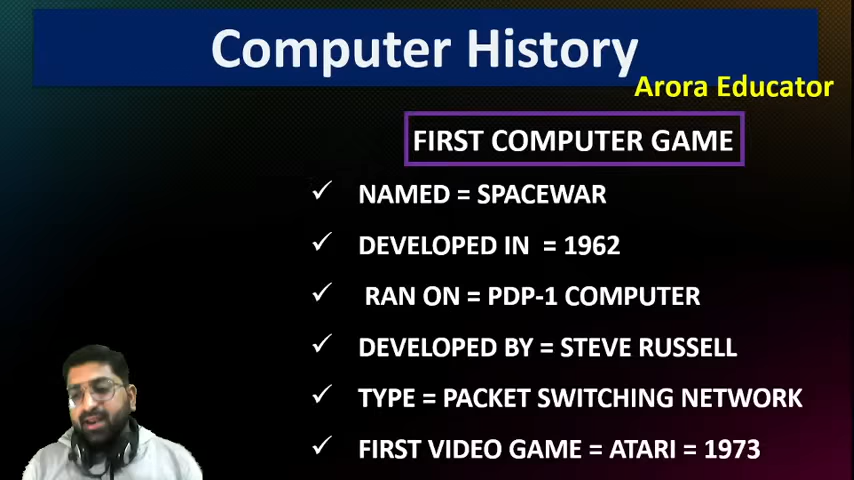 Computer History
Arora Educator
FIRST COMPUTER GAME
✓ NAMED = SPACEWAR
✓ DEVELOPED IN = 1962
✓ RAN ON = PDP-1 COMPUTER
✓ DEVELOPED BY = STEVE RUSSELL
✓ TYPE = PACKET SWITCHING NETWORK
✓ FIRST VIDEO GAME = ATARI = 1973